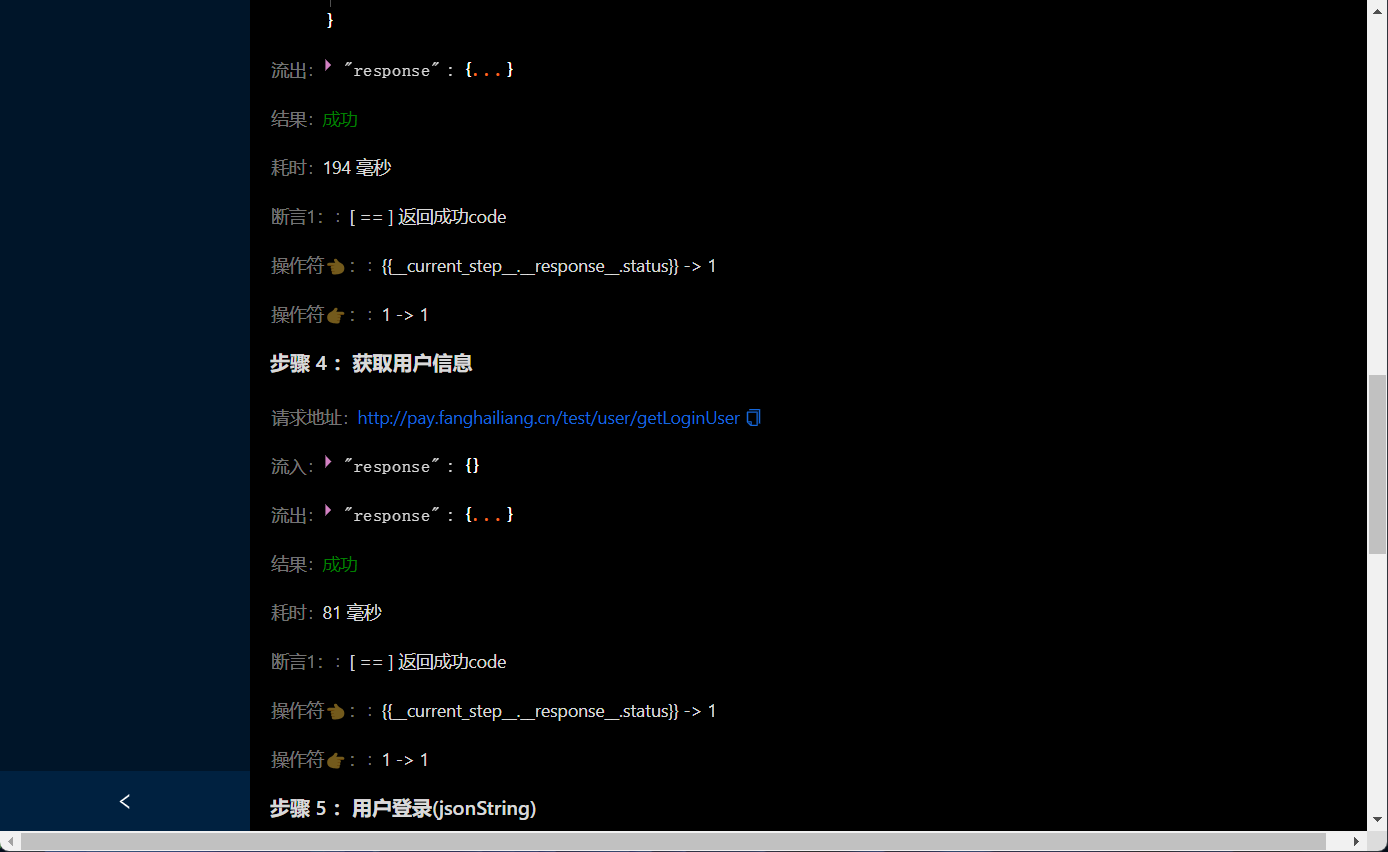 }
流出: "response" : {...}
结果: 成功
耗时: 194 毫秒
断言1: : [ == ] 返回成功code
操作符👈: : {{__current_step__.__response__.status}} -> 1
操作符👉: : 1 -> 1
步骤 4： 获取用户信息
请求地址: http://pay.fanghailiang.cn/test/user/getLoginUser
流入: "response" : {}
流出: "response" : {...}
结果: 成功
耗时: 81 毫秒
断言1: : [ == ] 返回成功code
操作符👈: : {{__current_step__.__response__.status}} -> 1
操作符👉: : 1 -> 1
步骤 5： 用户登录(jsonString)